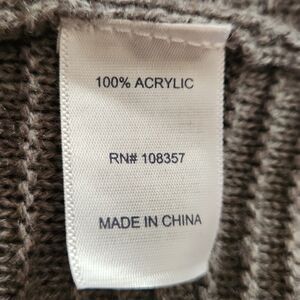 100% ACRYLIC
RN# 108357
MADE IN CHINA